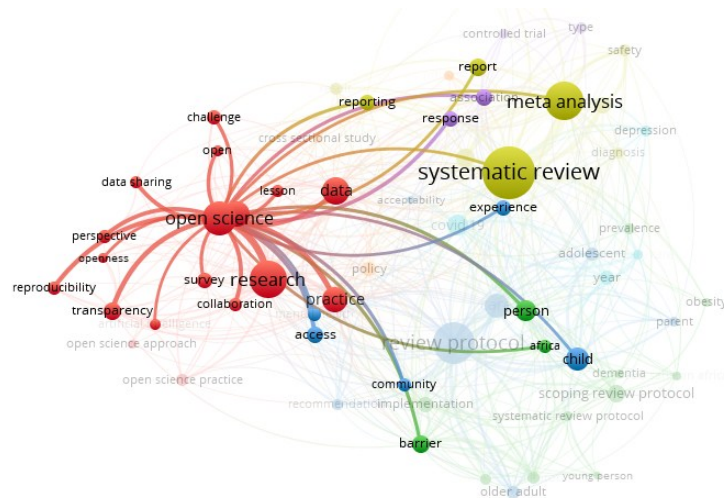 controlled trial
type
safety
report
reporting
association
meta analysis
challenge
response
cross sectional study
depression
open
diagnosis
systematic review
data sharing
lesson
data
acceptability
experience
open science
covid 19
prevalence
perspective
openness
adolescent
policy
year
reproducibility
survey
research
collaboration
practice
transparency
person
obesity
parent
open science approach
access
review protocol
africa
child
open science practice
community
dementia
scoping review protocol
recommendation
implementation
systematic review protocol
barrier
young person
older adult